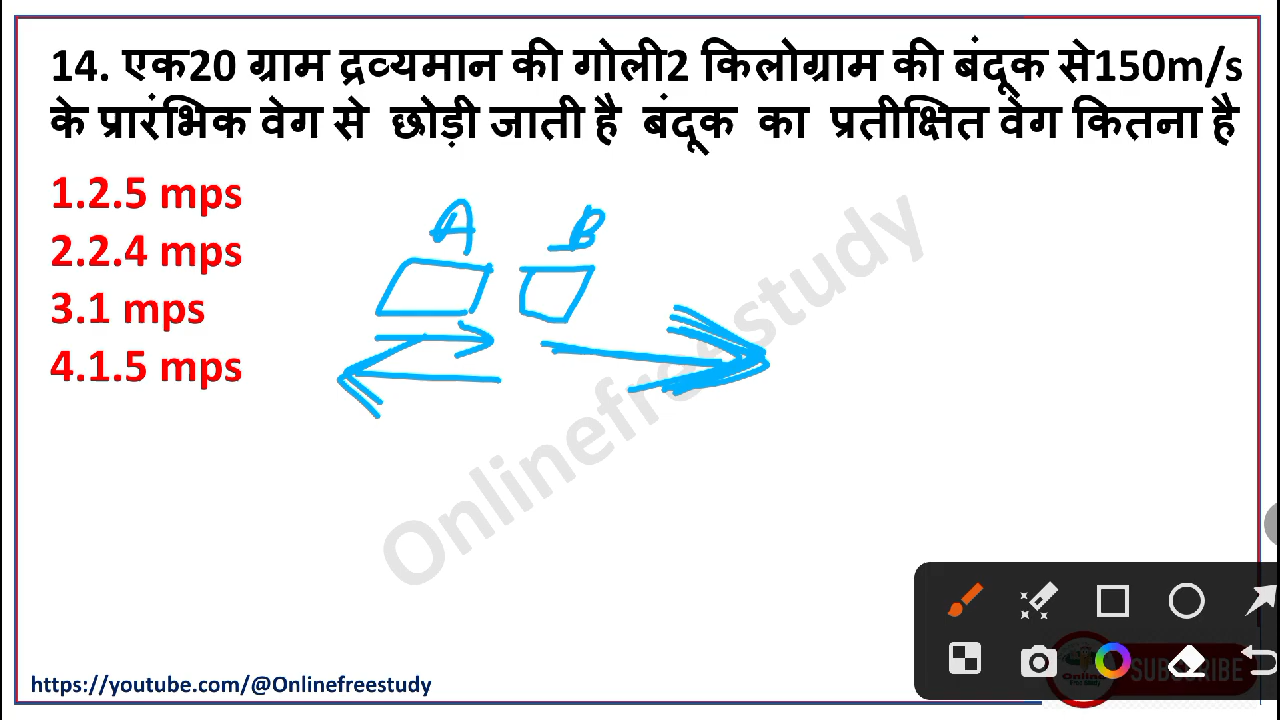 14. एक20 ग्राम द्रव्यमान की गोली2 किलोग्राम की बंदूक से150m/s
के प्रारंभिक वेग से छोड़ी जाती है बंदूक का प्रतीक्षित वेग कितना है
1.2.5 mps
2.2.4 mps
3.1 mps
4.1.5 mps
A B
Onlinefreestudy
https://youtube.com/@Onlinefreestudy
SUBSCRIBE